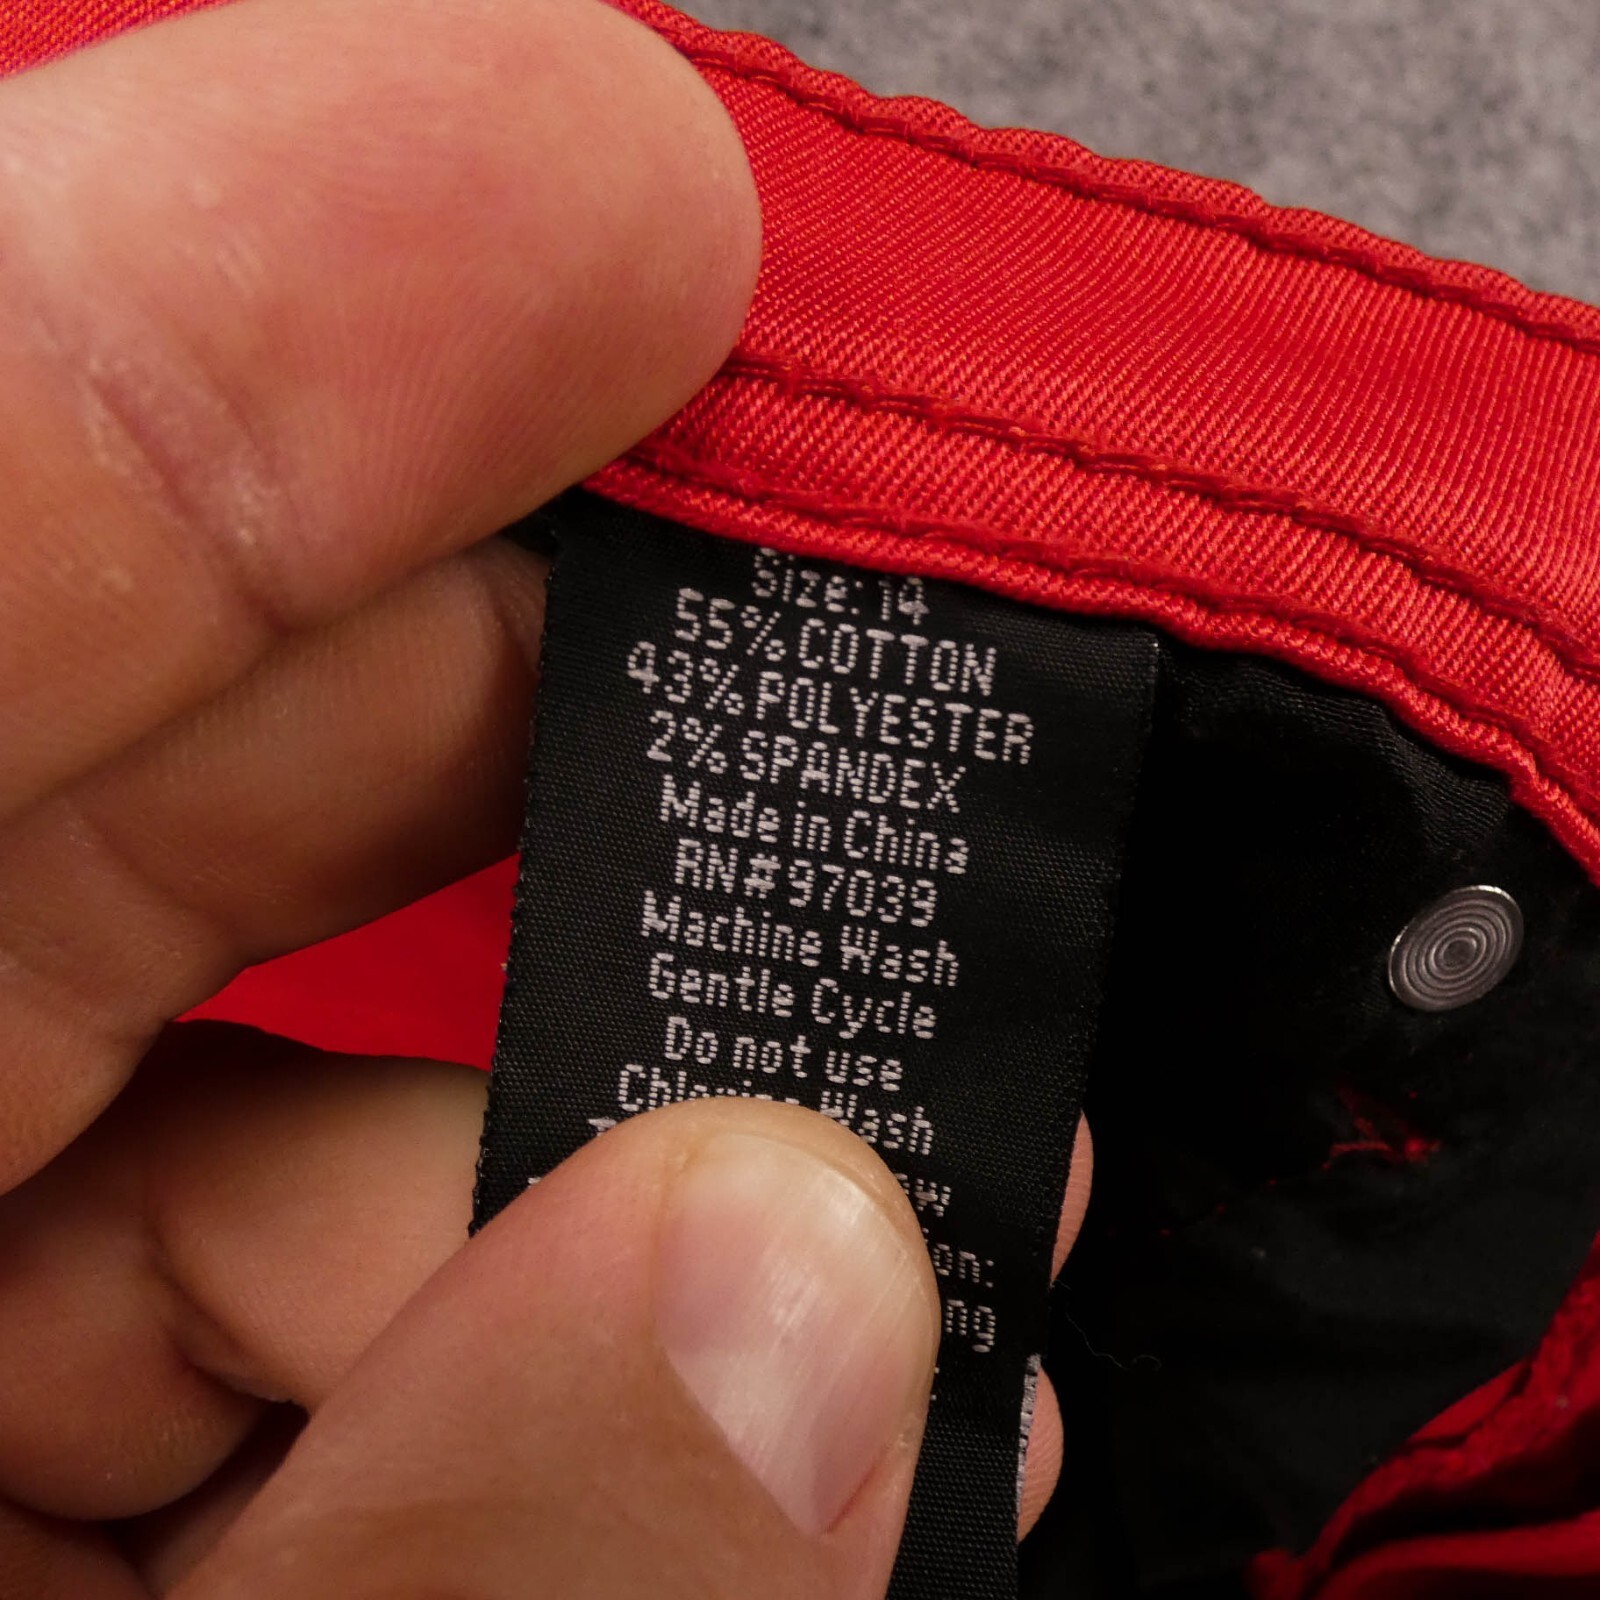 Size: 14
55% COTTON
43% POLYESTER
2% SPANDEX
Made in China
RN# 97039
Machine Wash
Gentle Cycle
Do not use
Wash